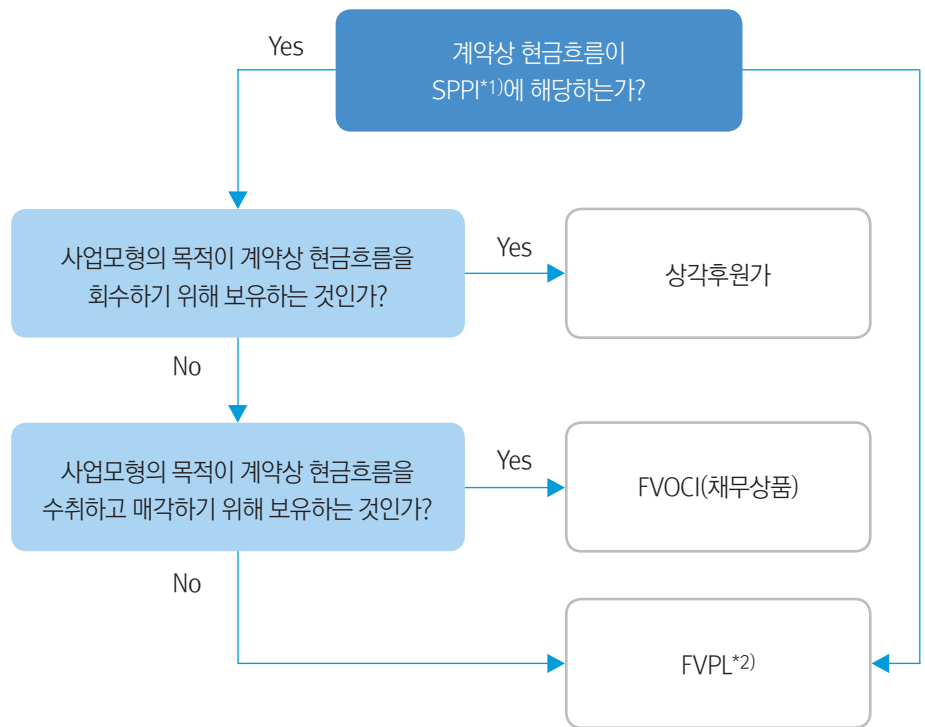 Yes
계약상 현금흐름이
SPPI*1)에 해당하는가?
사업모형의 목적이 계약상 현금흐름을
회수하기 위해 보유하는 것인가?
Yes
상각후원가
No
사업모형의 목적이 계약상 현금흐름을
수취하고 매각하기 위해 보유하는 것인가?
Yes
FVOCI(채무상품)
No
FVPL*2)